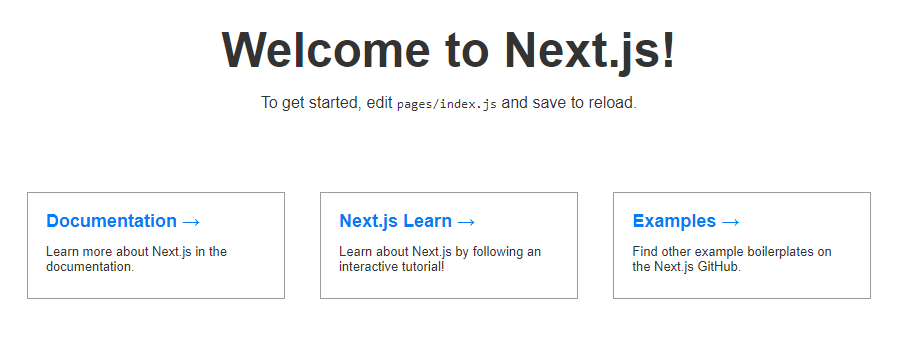 Welcome to Next.js!
To get started, edit pages/index.js and save to reload.
Documentation →
Learn more about Next.js in the
documentation.
Next.js Learn →
Learn about Next.js by following an
interactive tutorial!
Examples →
Find other example boilerplates on
the Next.js GitHub.